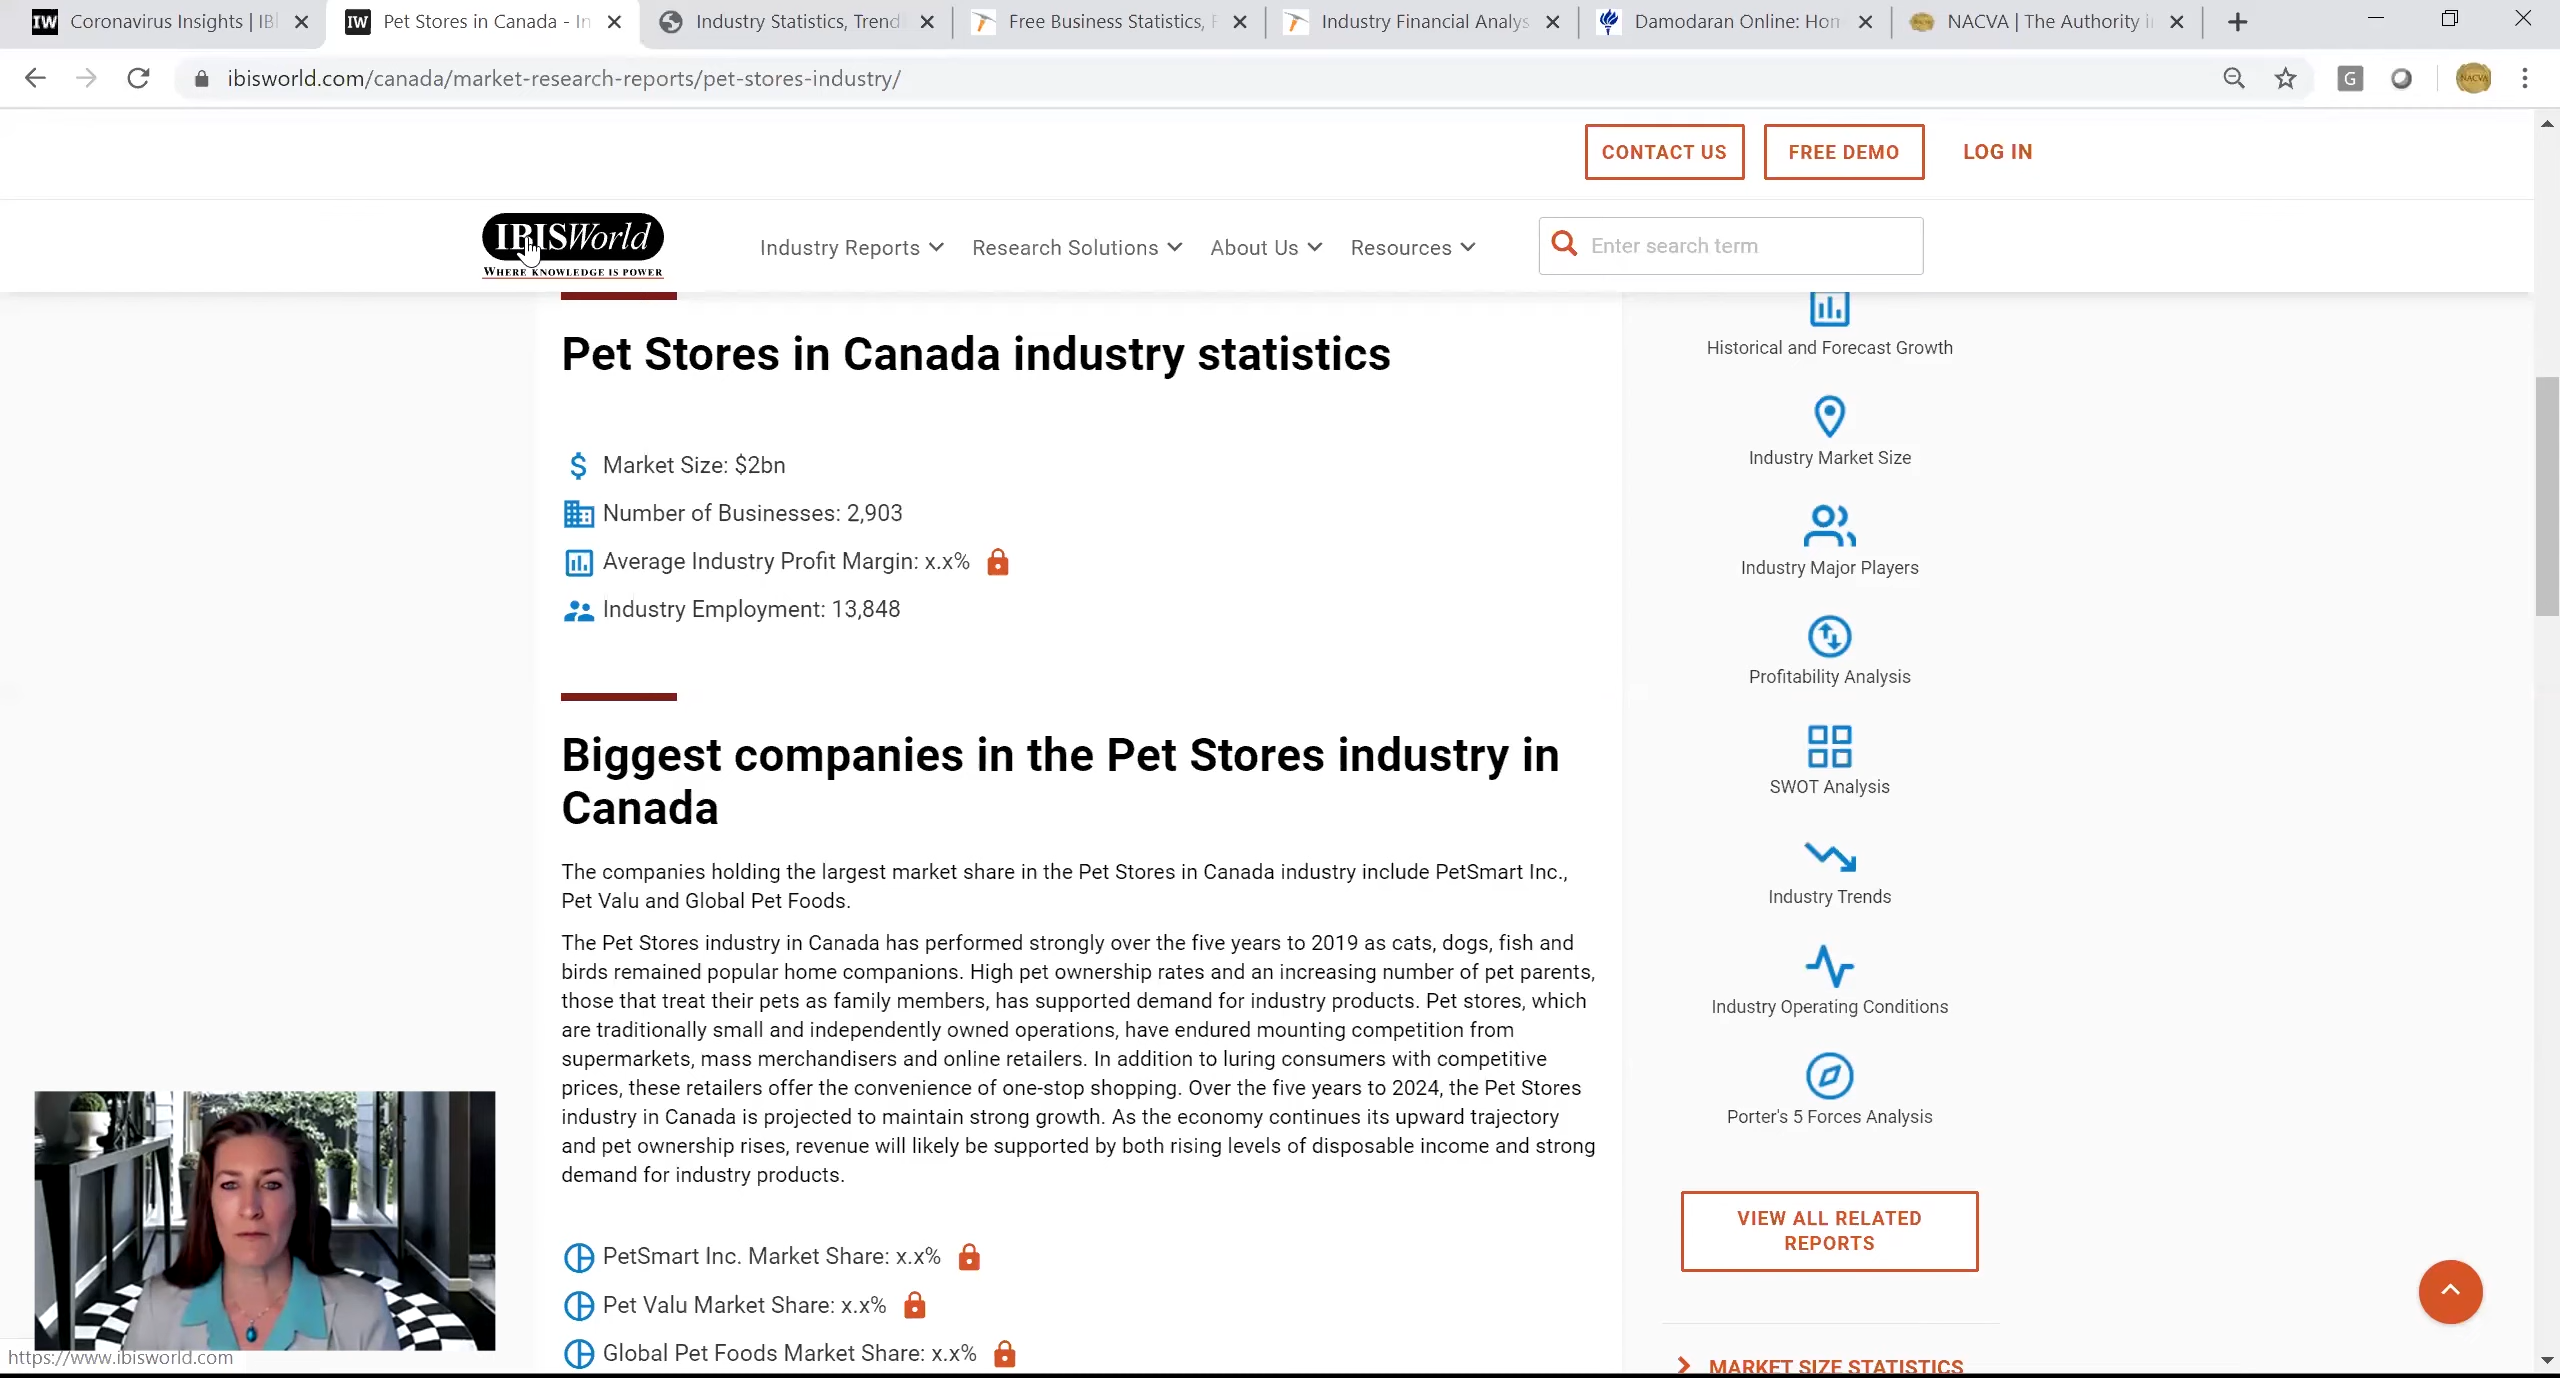 Coronavirus Insights | IB
Pet Stores in Canada - In
Industry Statistics, Trend
Free Business Statistics, F
Industry Financial Analys
Damodaran Online: Hom
NACVA | The Authority i
ibisworld.com/canada/market-research-reports/pet-stores-industry/
CONTACT US
FREE DEMO
LOG IN
IBISWorld
WHERE KNOWLEDGE IS POWER
Industry Reports
Research Solutions
About Us
Resources
Enter search term
Pet Stores in Canada industry statistics
Market Size: $2bn
Number of Businesses: 2,903
Average Industry Profit Margin: x.x%
Industry Employment: 13,848
Biggest companies in the Pet Stores industry in
Canada
The companies holding the largest market share in the Pet Stores in Canada industry include PetSmart Inc.,
Pet Valu and Global Pet Foods.
The Pet Stores industry in Canada has performed strongly over the five years to 2019 as cats, dogs, fish and
birds remained popular home companions. High pet ownership rates and an increasing number of pet parents,
those that treat their pets as family members, has supported demand for industry products. Pet stores, which
are traditionally small and independently owned operations, have endured mounting competition from
supermarkets, mass merchandisers and online retailers. In addition to luring consumers with competitive
prices, these retailers offer the convenience of one-stop shopping. Over the five years to 2024, the Pet Stores
industry in Canada is projected to maintain strong growth. As the economy continues its upward trajectory
and pet ownership rises, revenue will likely be supported by both rising levels of disposable income and strong
demand for industry products.
PetSmart Inc. Market Share: x.x%
Pet Valu Market Share: x.x%
Global Pet Foods Market Share: x.x%
Historical and Forecast Growth
Industry Market Size
Industry Major Players
Profitability Analysis
SWOT Analysis
Industry Trends
Industry Operating Conditions
Porter's 5 Forces Analysis
VIEW ALL RELATED
REPORTS
MARKET SIZE STATISTICS
https://www.ibisworld.com
IW
IW
G
NACVA